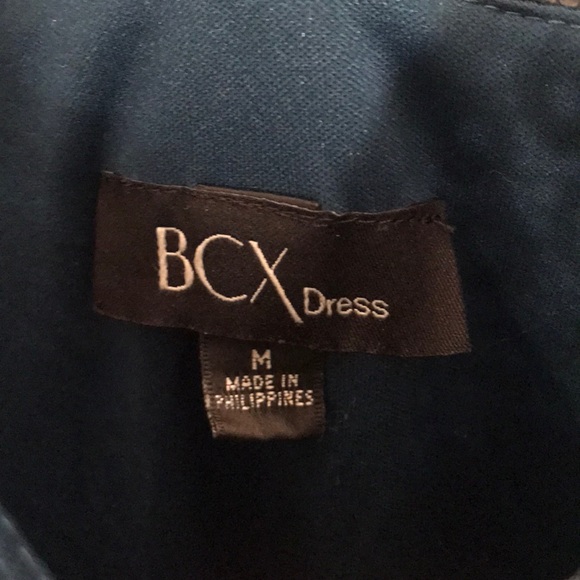 BCX Dress
M
MADE IN
PHILIPPINES